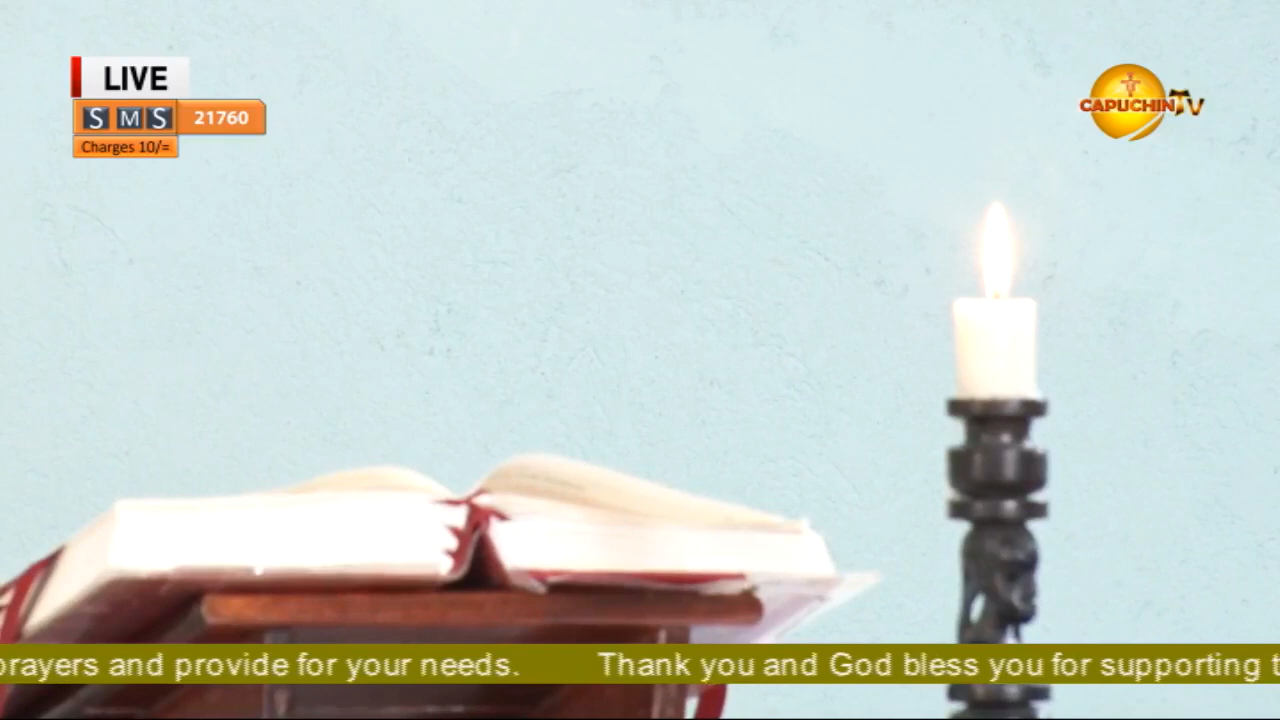 LIVE
SMS 21760
Charges 10/=
CAPUCHIN TV
prayers and provide for your needs. Thank you and God bless you for supporting t